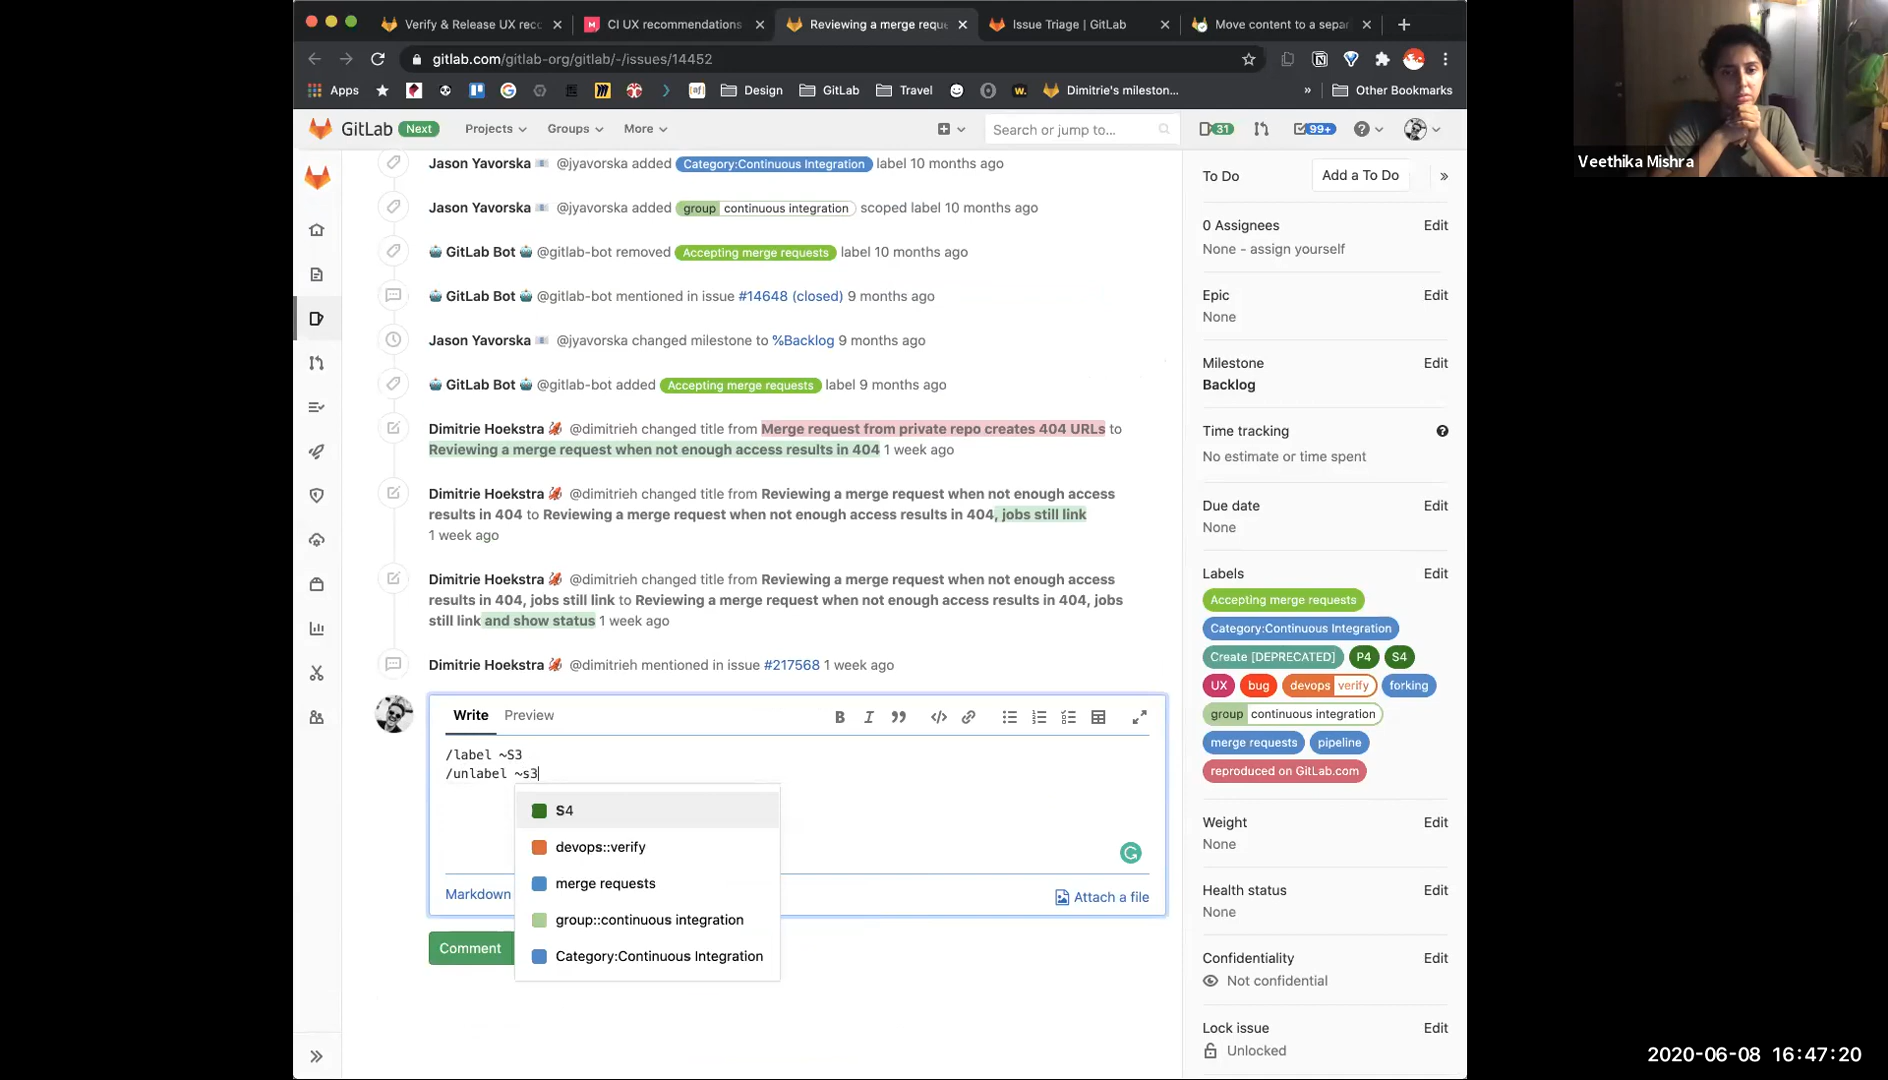 Verify & Release UX reco
CI UX recommendations
Reviewing a merge reque
Issue Triage | GitLab
Move content to a sepa
gitlab.com/gitlab-org/gitlab/-/issues/14452
Apps
Design
GitLab
Travel
Dimitrie's mileston...
Other Bookmarks
GitLab Next Projects Groups More Search or jump to... 31 99+
Jason Yavorska @jyavorska added Category:Continuous Integration label 10 months ago
Jason Yavorska @jyavorska added group continuous integration scoped label 10 months ago
GitLab Bot @gitlab-bot removed Accepting merge requests label 10 months ago
GitLab Bot @gitlab-bot mentioned in issue #14648 (closed) 9 months ago
Jason Yavorska @jyavorska changed milestone to %Backlog 9 months ago
GitLab Bot @gitlab-bot added Accepting merge requests label 9 months ago
Dimitrie Hoekstra @dimitrieh changed title from Merge request from private repo creates 404 URLs to
Reviewing a merge request when not enough access results in 404 1 week ago
Dimitrie Hoekstra @dimitrieh changed title from Reviewing a merge request when not enough access
results in 404 to Reviewing a merge request when not enough access results in 404, jobs still link
1 week ago
Dimitrie Hoekstra @dimitrieh changed title from Reviewing a merge request when not enough access
results in 404, jobs still link to Reviewing a merge request when not enough access results in 404, jobs
still link and show status 1 week ago
Dimitrie Hoekstra @dimitrieh mentioned in issue #217568 1 week ago
Write Preview
/label ~S3
/unlabel ~s3
S4
devops::verify
merge requests
group::continuous integration
Category:Continuous Integration
Markdown
Attach a file
Comment
To Do Add a To Do
0 Assignees Edit
None - assign yourself
Epic Edit
None
Milestone Edit
Backlog
Time tracking
No estimate or time spent
Due date Edit
None
Labels Edit
Accepting merge requests
Category:Continuous Integration
Create [DEPRECATED] P4 S4
UX bug devops verify forking
group continuous integration
merge requests pipeline
reproduced on GitLab.com
Weight Edit
None
Health status Edit
None
Confidentiality Edit
Not confidential
Lock issue Edit
Unlocked
Veethika Mishra
2020-06-08 16:47:20